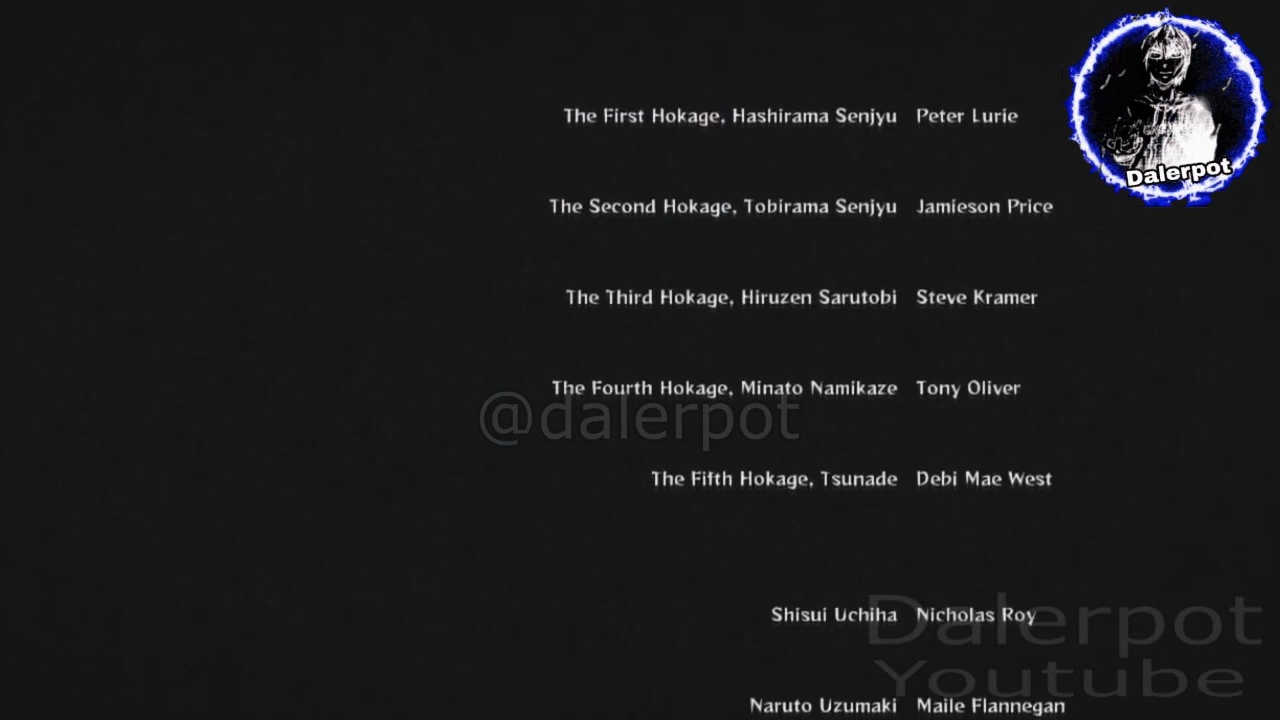 The First Hokage, Hashirama Senjyu Peter Lurie
Dalerpot
The Second Hokage, Tobirama Senjyu Jamieson Price
The Third Hokage, Hiruzen Sarutobi Steve Kramer
The Fourth Hokage, Minato Namikaze Tony Oliver
@dalerpot
The Fifth Hokage, Tsunade Debi Mae West
Shisui Uchiha Nicholas Roy
Dalerpot
Youtube
Naruto Uzumaki Maile Flannegan